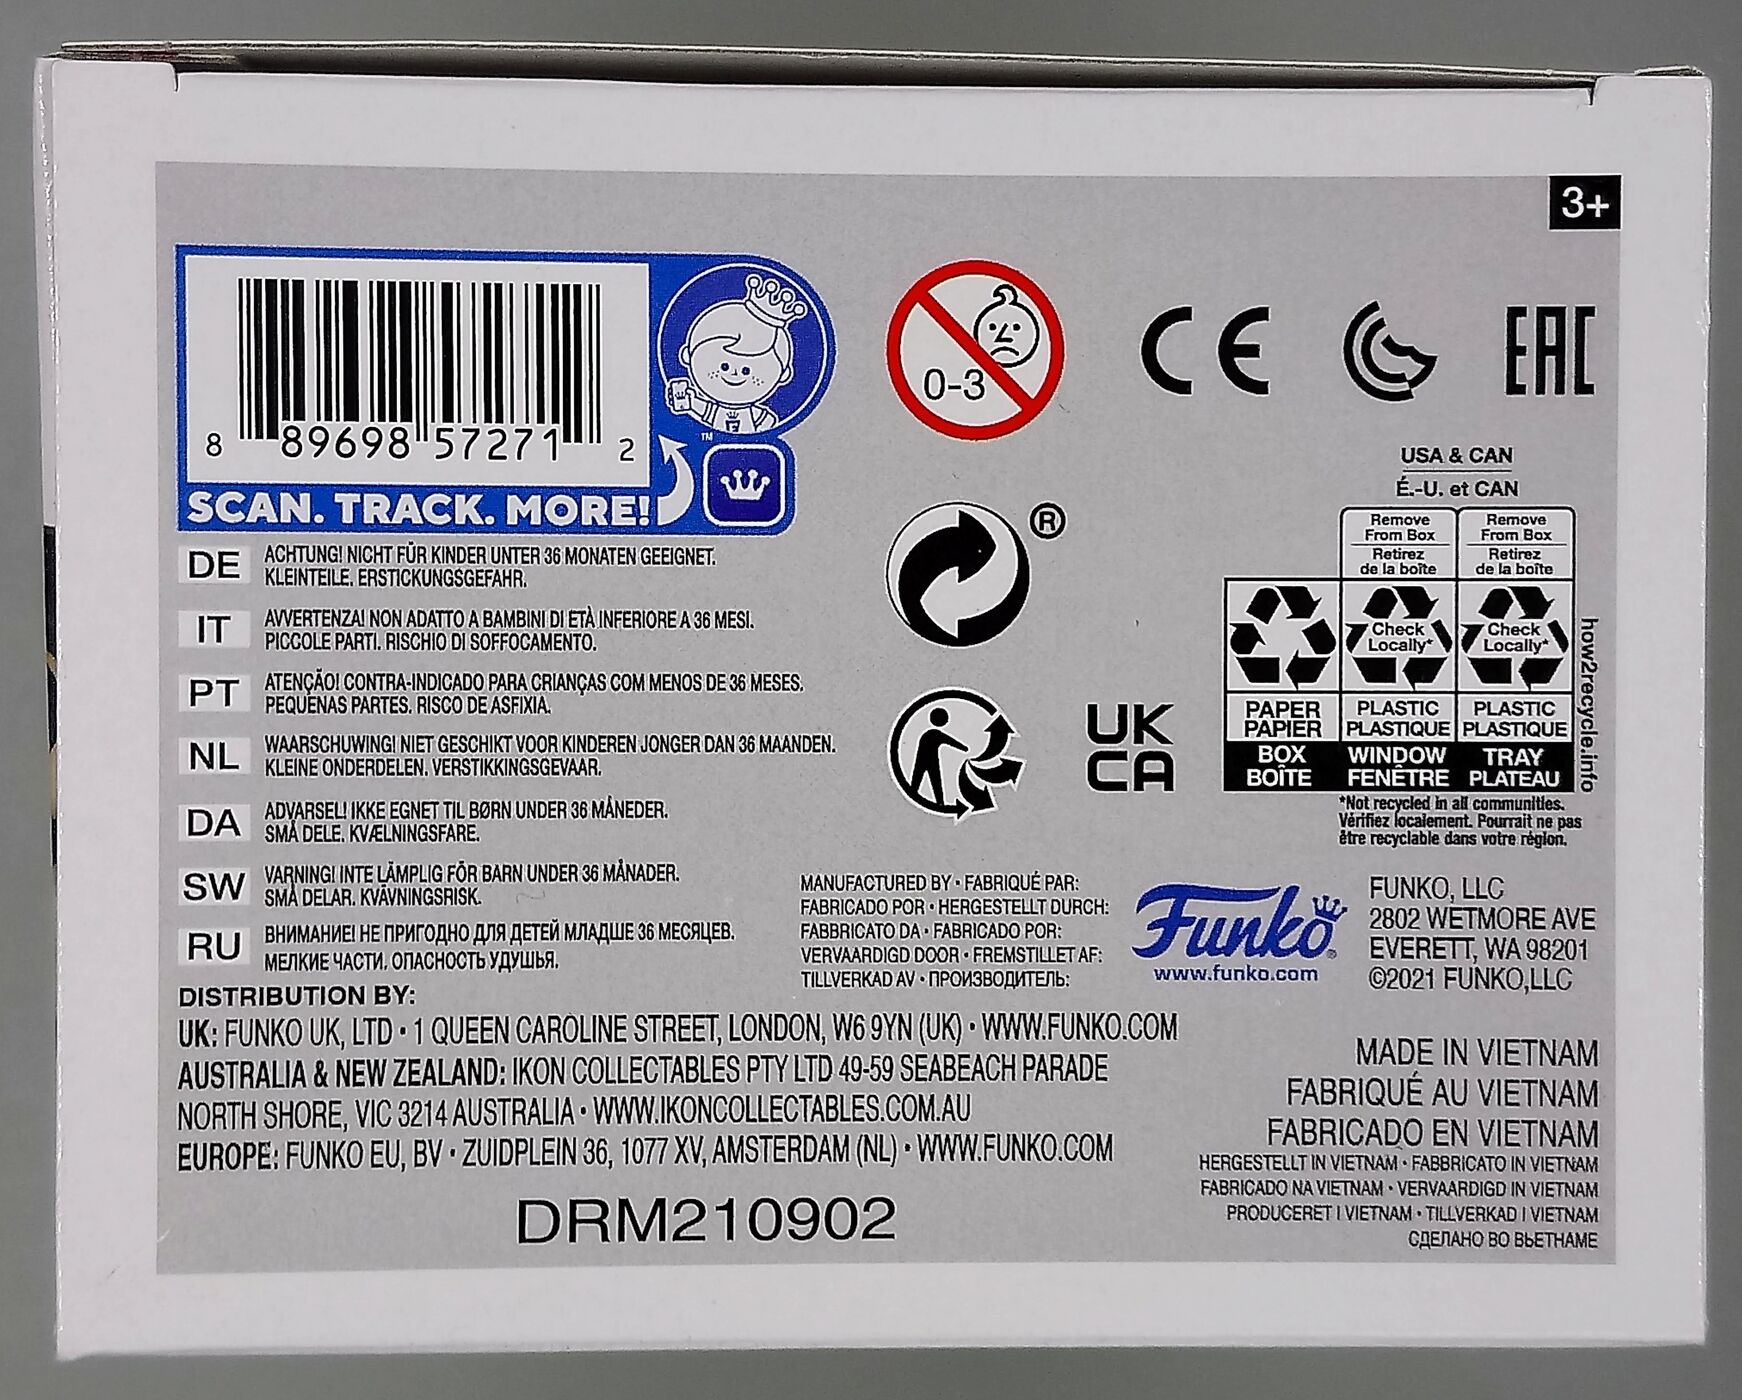 3+
8 89698 57271 2
™
SCAN. TRACK. MORE!
0-3
CE
EAC
DE ACHTUNG! NICHT FÜR KINDER UNTER 36 MONATEN GEEIGNET.
KLEINTEILE. ERSTICKUNGSGEFAHR.
IT AVVERTENZA! NON ADATTO A BAMBINI DI ETÀ INFERIORE A 36 MESI.
PICCOLE PARTI. RISCHIO DI SOFFOCAMENTO.
PT ATENÇÃO! CONTRA-INDICADO PARA CRIANÇAS COM MENOS DE 36 MESES.
PEQUENAS PARTES. RISCO DE ASFIXIA.
NL WAARSCHUWING! NIET GESCHIKT VOOR KINDEREN JONGER DAN 36 MAANDEN.
KLEINE ONDERDELEN. VERSTIKKINGSGEVAAR.
DA ADVARSEL! IKKE EGNET TIL BØRN UNDER 36 MÅNEDER.
SMÅ DELE. KVÆLNINGSFARE.
SW VARNING! INTE LÄMPLIG FÖR BARN UNDER 36 MÅNADER.
SMÅ DELAR. KVÄVNINGSRISK.
RU ВНИМАНИЕ! НЕ ПРИГОДНО ДЛЯ ДЕТЕЙ МЛАДШЕ 36 МЕСЯЦЕВ.
МЕЛКИЕ ЧАСТИ. ОПАСНОСТЬ УДУШЬЯ.
®
UK
CA
USA & CAN
É.-U. et CAN
Remove From Box
Retirez de la boîte
Remove From Box
Retirez de la boîte
Check Locally*
Check Locally*
PAPER PAPIER
PLASTIC PLASTIQUE
PLASTIC PLASTIQUE
BOX BOÎTE
WINDOW FENÊTRE
TRAY PLATEAU
how2recycle.info
*Not recycled in all communities.
Vérifiez localement. Pourrait ne pas
être recyclable dans votre région.
MANUFACTURED BY • FABRIQUÉ PAR:
FABRICADO POR • HERGESTELLT DURCH:
FABBRICATO DA • FABRICADO POR:
VERVAARDIGD DOOR • FREMSTILLET AF:
TILLVERKAD AV • ПРОИЗВОДИТЕЛЬ:
Funko®
www.funko.com
FUNKO, LLC
2802 WETMORE AVE
EVERETT, WA 98201
©2021 FUNKO,LLC
DISTRIBUTION BY:
UK: FUNKO UK, LTD • 1 QUEEN CAROLINE STREET, LONDON, W6 9YN (UK) • WWW.FUNKO.COM
AUSTRALIA & NEW ZEALAND: IKON COLLECTABLES PTY LTD 49-59 SEABEACH PARADE
NORTH SHORE, VIC 3214 AUSTRALIA • WWW.IKONCOLLECTABLES.COM.AU
EUROPE: FUNKO EU, BV • ZUIDPLEIN 36, 1077 XV, AMSTERDAM (NL) • WWW.FUNKO.COM
DRM210902
MADE IN VIETNAM
FABRIQUÉ AU VIETNAM
FABRICADO EN VIETNAM
HERGESTELLT IN VIETNAM • FABBRICATO IN VIETNAM
FABRICADO NA VIETNAM • VERVAARDIGD IN VIETNAM
PRODUCERET I VIETNAM • TILLVERKAD I VIETNAM
СДЕЛАНО ВО ВЬЕТНАМЕ